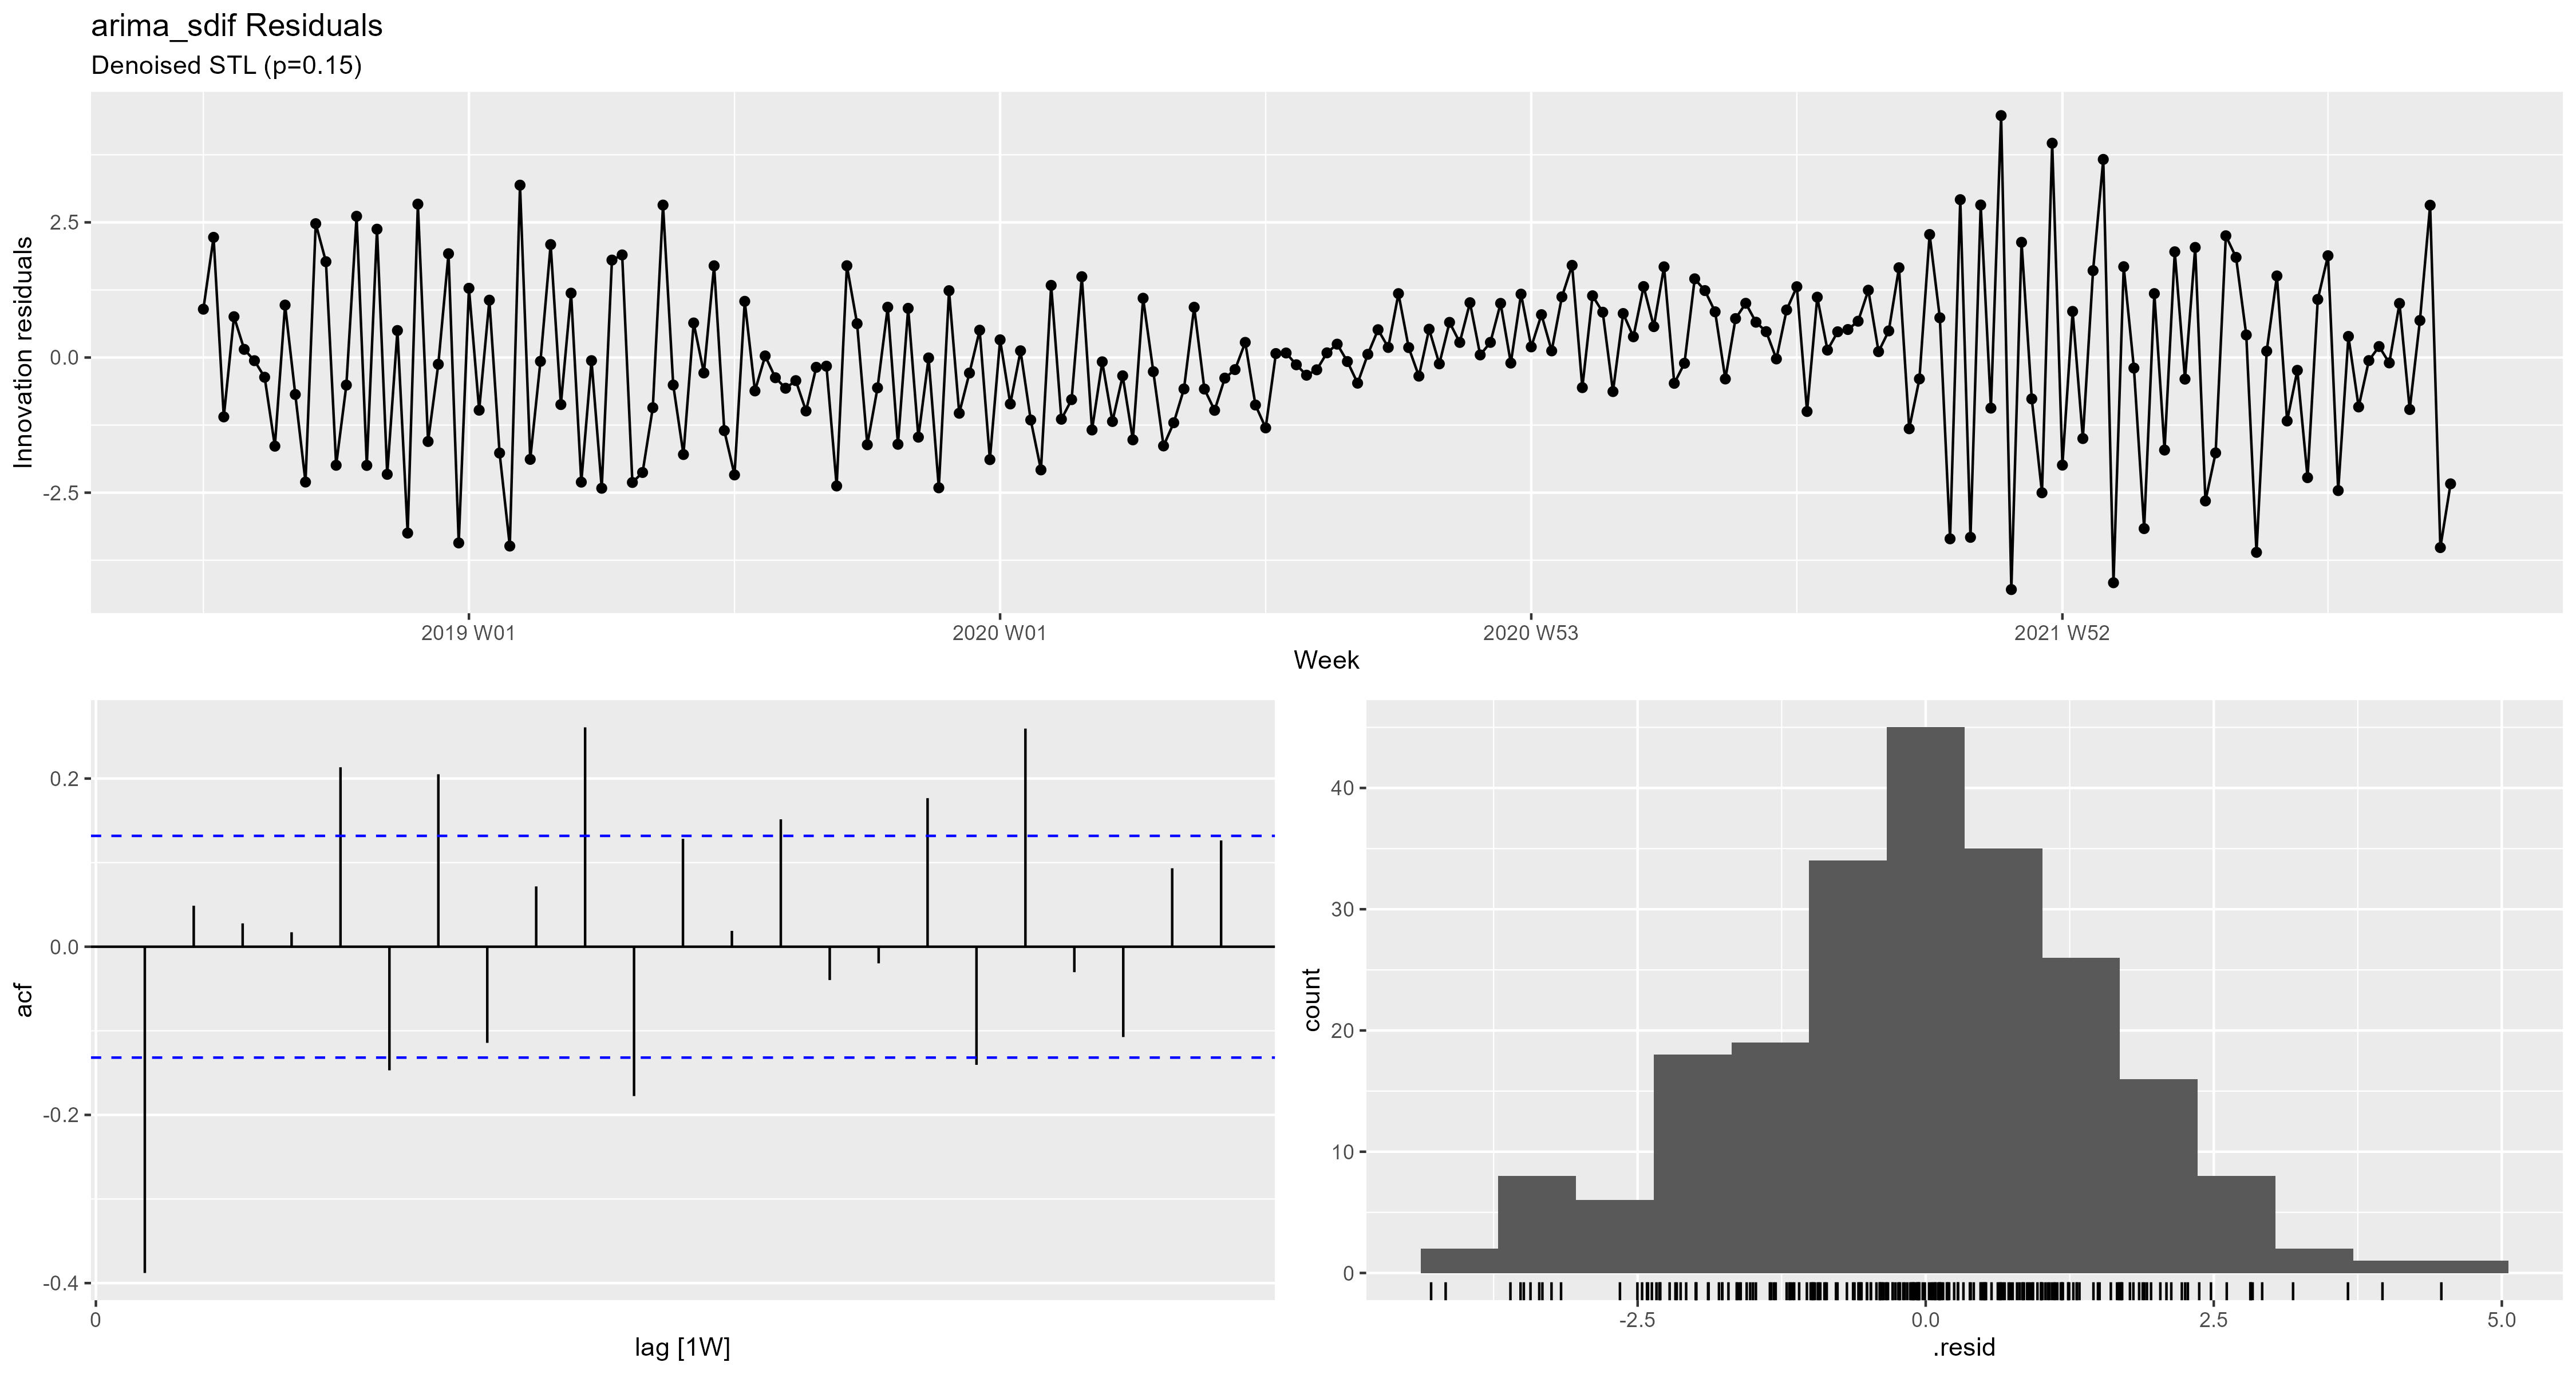 arima_sdif Residuals
Denoised STL (p=0.15)
Innovation residuals
2.5
0.0
-2.5
2019 W01
2020 W01
2020 W53
2021 W52
Week
acf
0.2
0.0
-0.2
-0.4
0
lag [1W]
count
40
30
20
10
0
-2.5
0.0
2.5
5.0
.resid